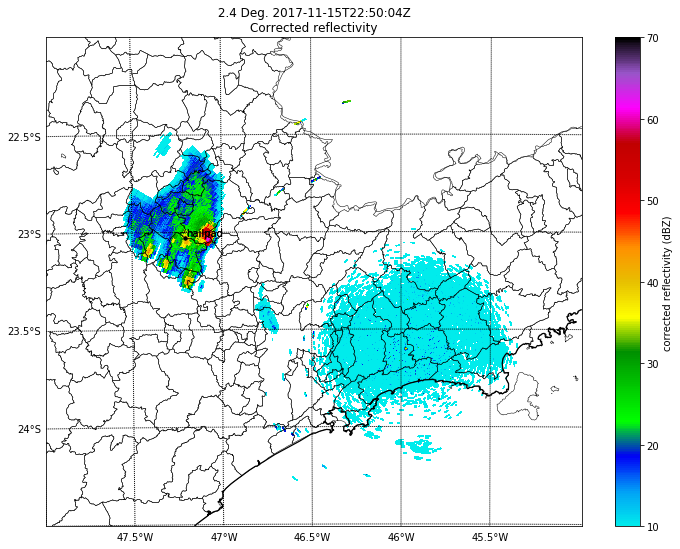 2.4 Deg. 2017-11-15T22:50:04Z
Corrected reflectivity
70
60
50
40
30
20
10
corrected reflectivity (dBZ)
22.5°S
23°S
23.5°S
24°S
47.5°W
47°W
46.5°W
46°W
45.5°W